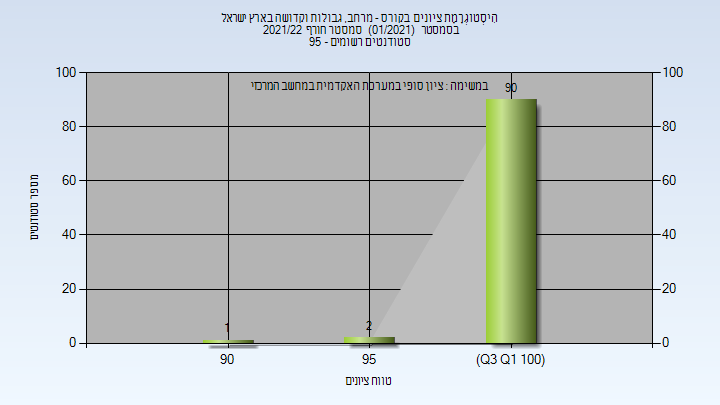 הִיסְטוֹגְרַמַת ציונים בקורס - מרחב, גבולות וקדושה בארץ ישראל
בסמסטר (01/2021) סמסטר חורף 2021/22
סטודנטים רשומים - 95
במשימה : ציון סופי במערכת האקדמית במחשב המרכזי
100
80
60
40
20
0
100
80
60
40
20
0
מספר סטודנטים
1
2
90
90
95
(Q3 Q1 100)
טווח ציונים